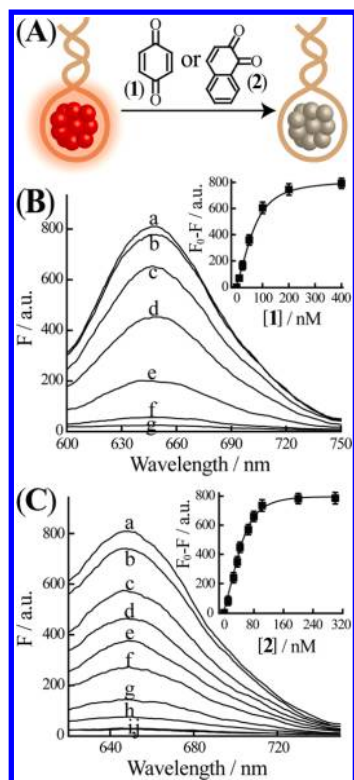 (A)
O
O
(1)
or
O
O
(2)
(B)
800
600
400
200
0
F / a.u.
a
b
c
d
e
f
g
600 630 660 690 720 750
Wavelength / nm
800
600
400
200
0
F₀-F / a.u.
0 100 200 300 400
[1] / nM
(C)
800
600
400
200
0
F / a.u.
a
b
c
d
e
f
g
h
i
j
640 680 720
Wavelength / nm
800
600
400
200
0
F₀-F / a.u.
0 80 160 240 320
[2] / nM